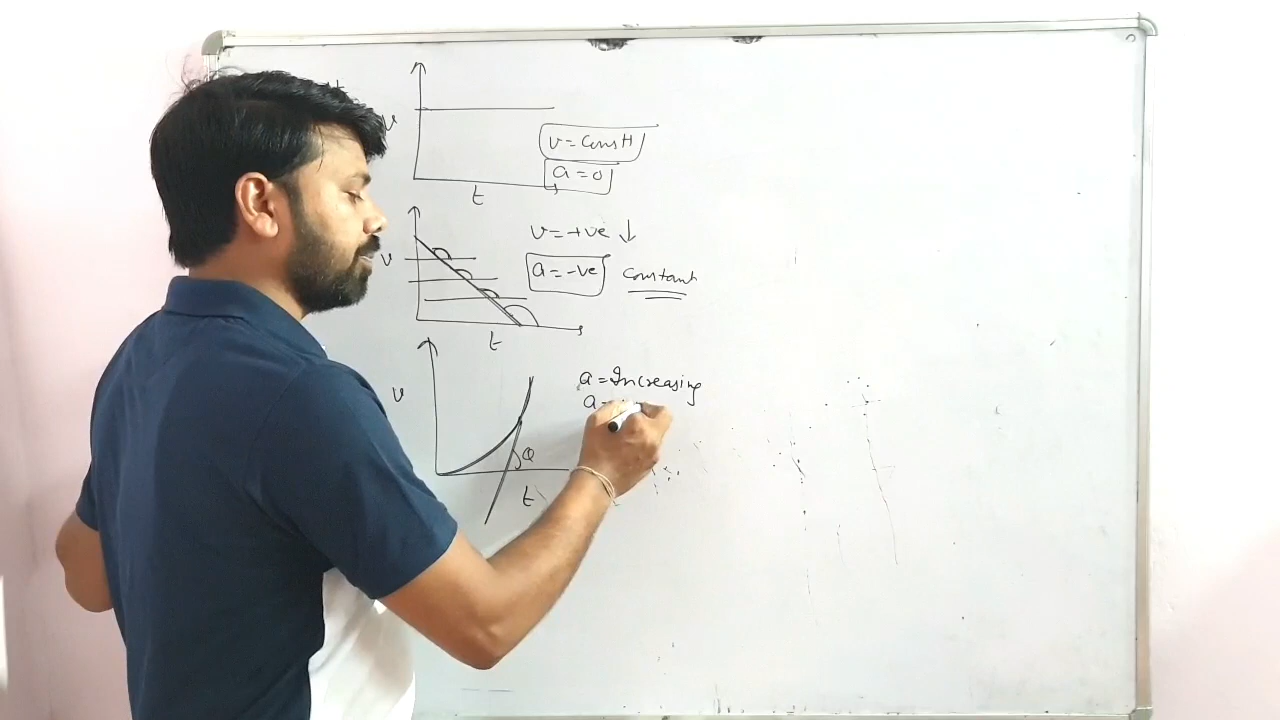 v
v = Const
a = 0
t
v = +ve ↓
v
a = -ve constant
t
a = Increasing
v
a =
θ
t